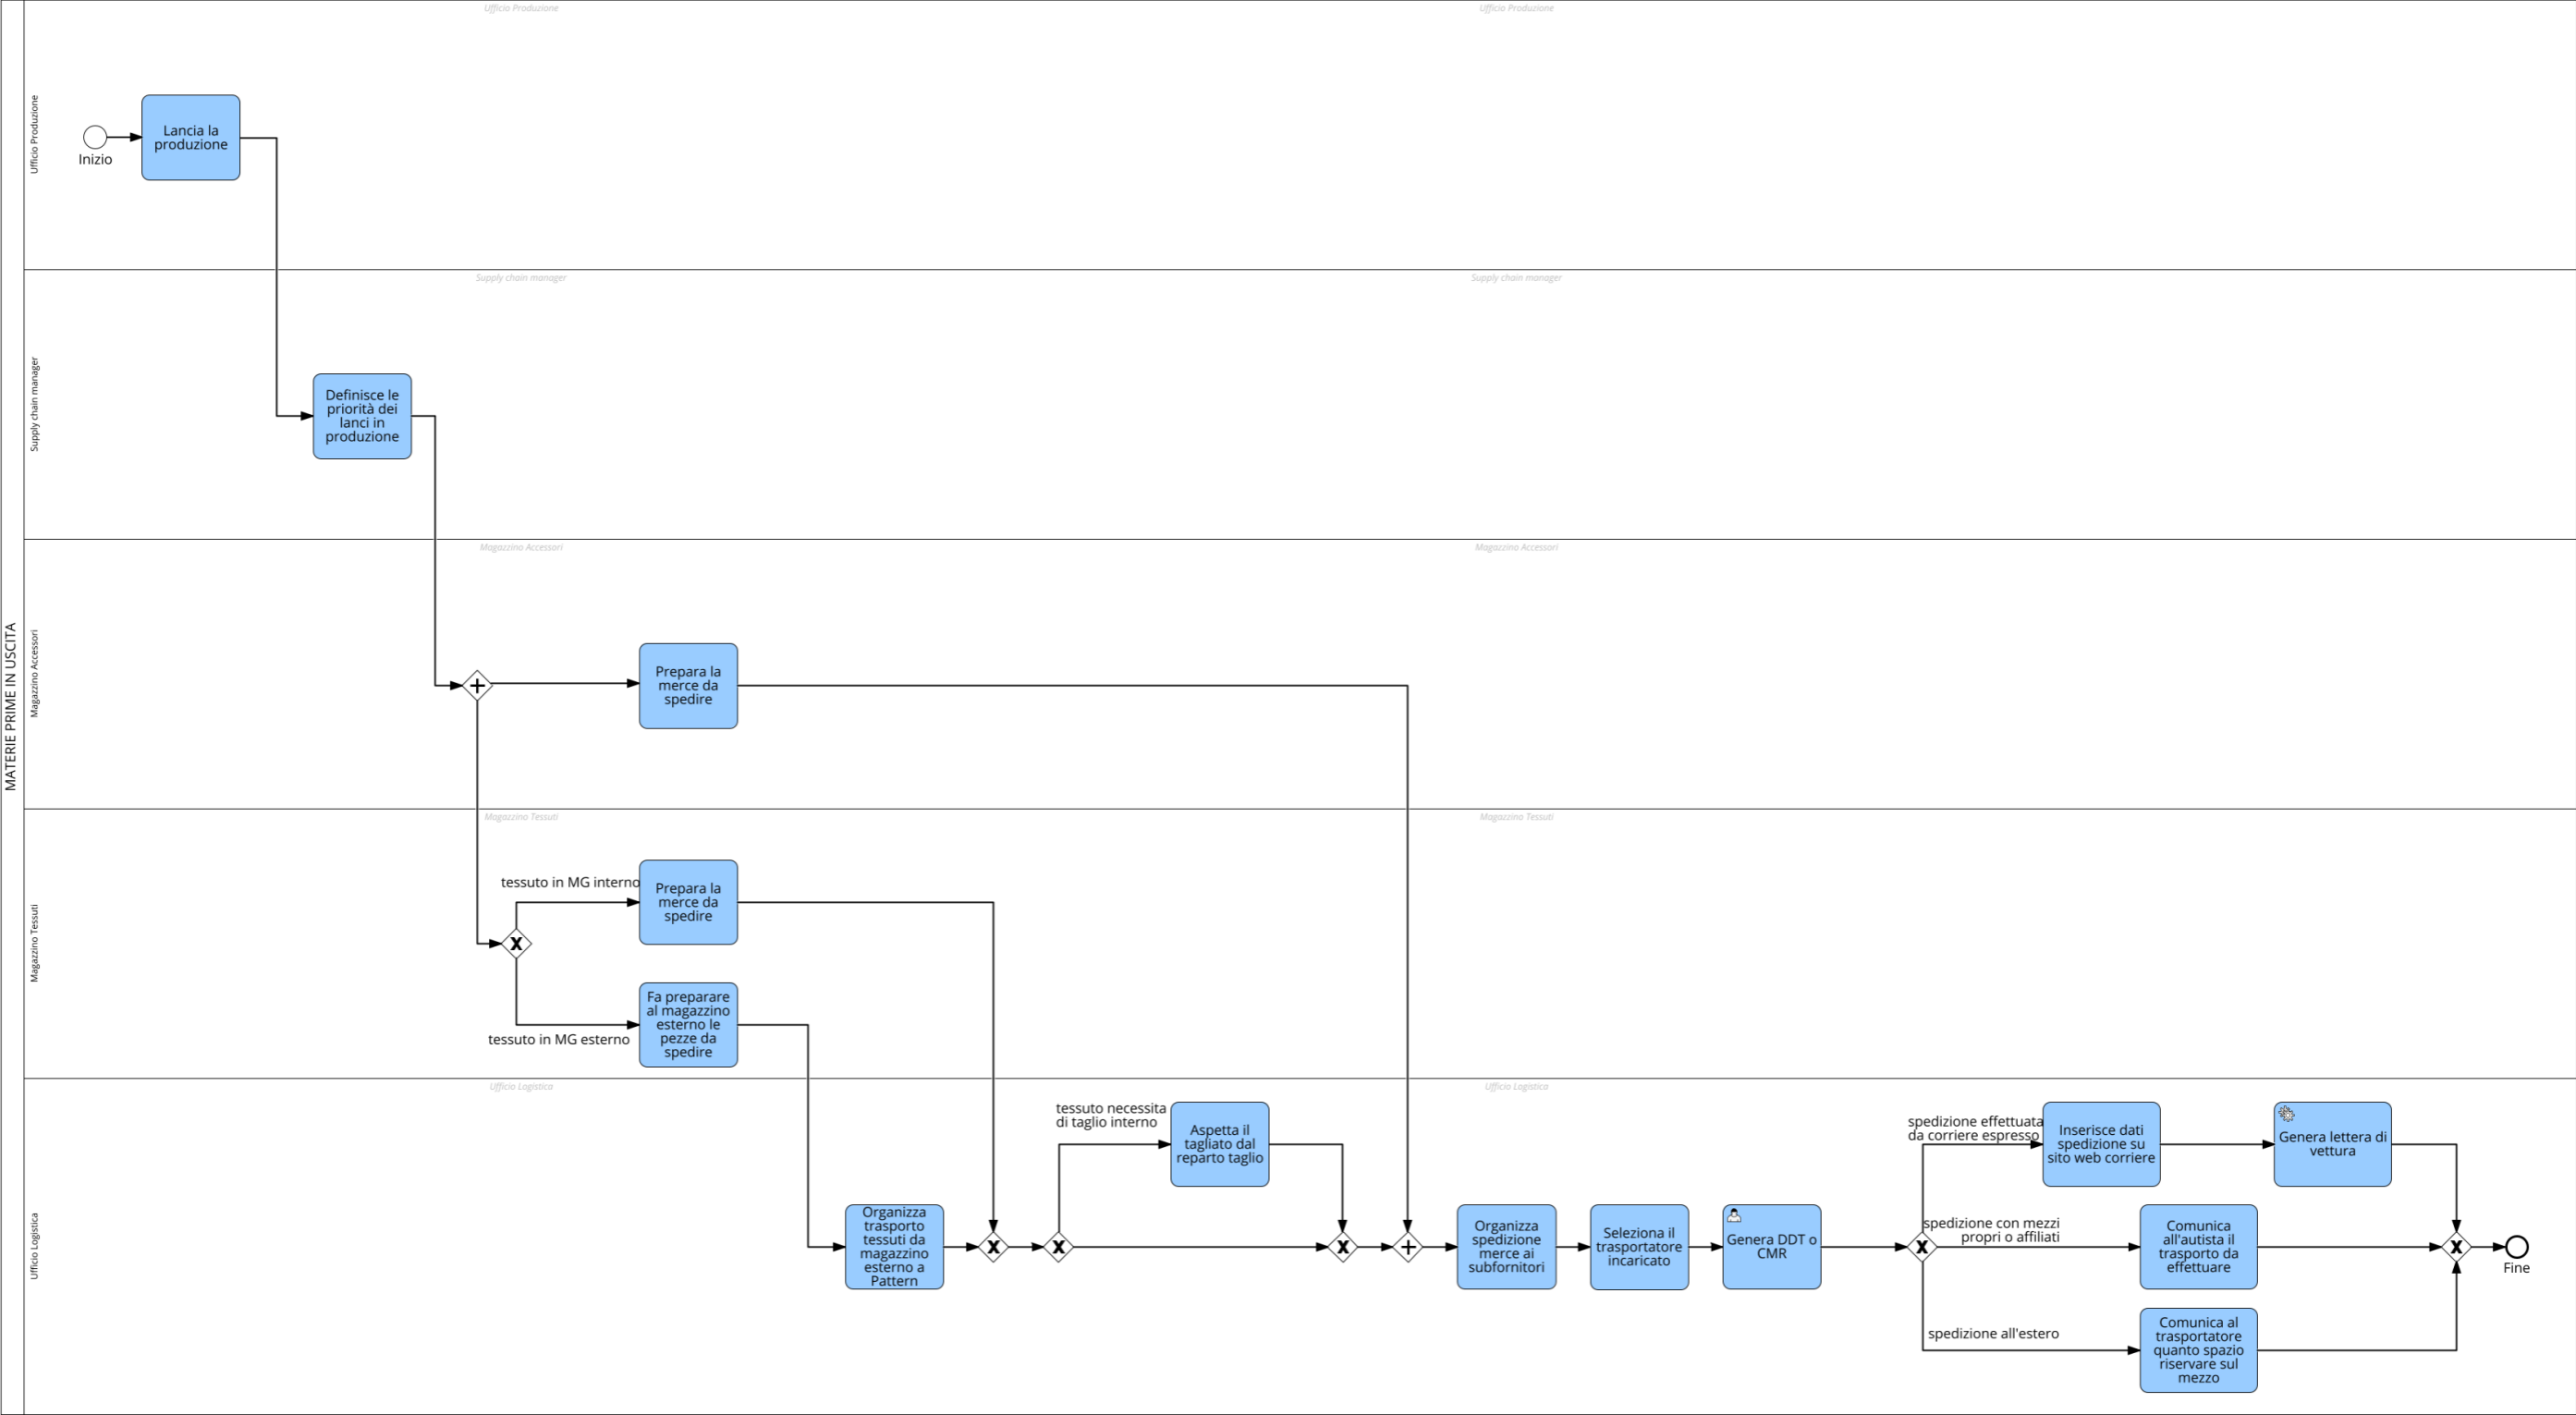 MATERIE PRIME IN USCITA
Ufficio Produzione
Ufficio Produzione
Ufficio Produzione
Inizio
Lancia la
produzione
Supply chain manager
Supply chain manager
Supply chain manager
Definisce le
priorità dei
lanci in
produzione
Magazzino Accessori
Magazzino Accessori
Magazzino Accessori
Prepara la
merce da
spedire
Magazzino Tessuti
Magazzino Tessuti
Magazzino Tessuti
tessuto in MG interno
Prepara la
merce da
spedire
tessuto in MG esterno
Fa preparare
al magazzino
esterno le
pezze da
spedire
Ufficio Logistica
Ufficio Logistica
Ufficio Logistica
Organizza
trasporto
tessuti da
magazzino
esterno a
Pattern
tessuto necessita
di taglio interno
Aspetta il
tagliato dal
reparto taglio
Organizza
spedizione
merce ai
subfornitori
Seleziona il
trasportatore
incaricato
Genera DDT o
CMR
spedizione effettuata
da corriere espresso
Inserisce dati
spedizione su
sito web corriere
Genera lettera di
vettura
spedizione con mezzi
propri o affiliati
Comunica
all'autista il
trasporto da
effettuare
spedizione all'estero
Comunica al
trasportatore
quanto spazio
riservare sul
mezzo
Fine